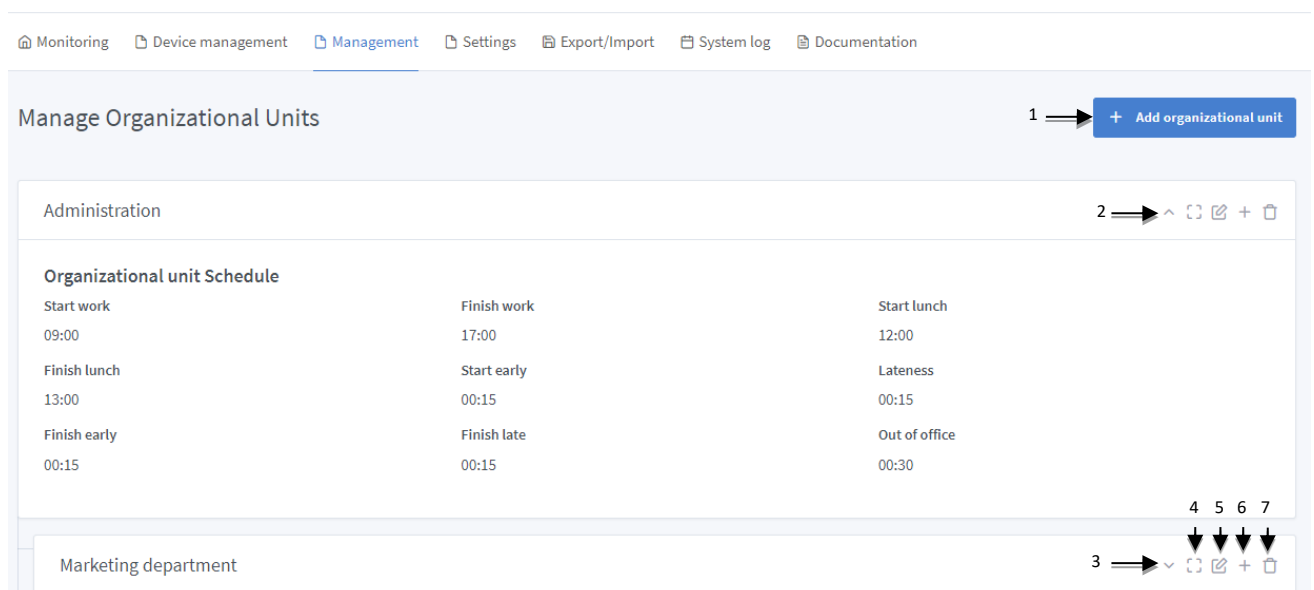 Monitoring Device management Management Settings Export/Import System log Documentation
Manage Organizational Units
1
+ Add organizational unit
Administration
2
Organizational unit Schedule
Start work Finish work Start lunch
09:00 17:00 12:00
Finish lunch Start early Lateness
13:00 00:15 00:15
Finish early Finish late Out of office
00:15 00:15 00:30
4 5 6 7
Marketing department
3